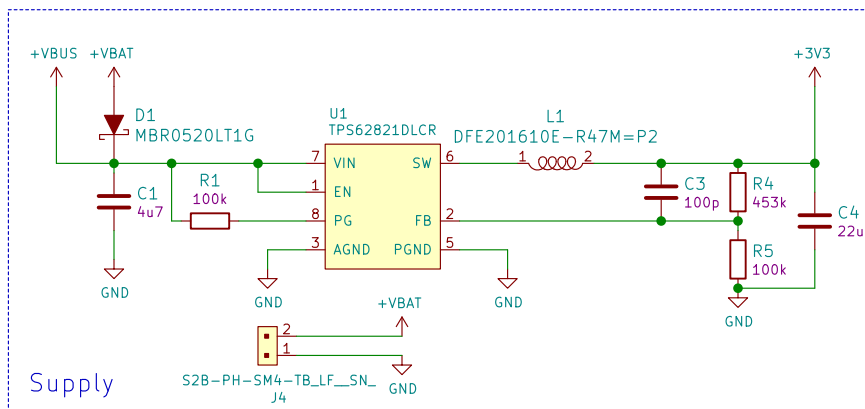 +VBUS
+VBAT
+3V3
D1
MBR0520LT1G
U1
TPS62821DLCR
L1
DFE201610E-R47M=P2
7
VIN
SW
6
1
2
1
EN
R1
100k
8
PG
FB
2
3
AGND
PGND
5
C1
4u7
C3
100p
R4
453k
C4
22u
R5
100k
GND
GND
GND
GND
+VBAT
2
1
GND
S2B-PH-SM4-TB_LF__SN_
J4
Supply